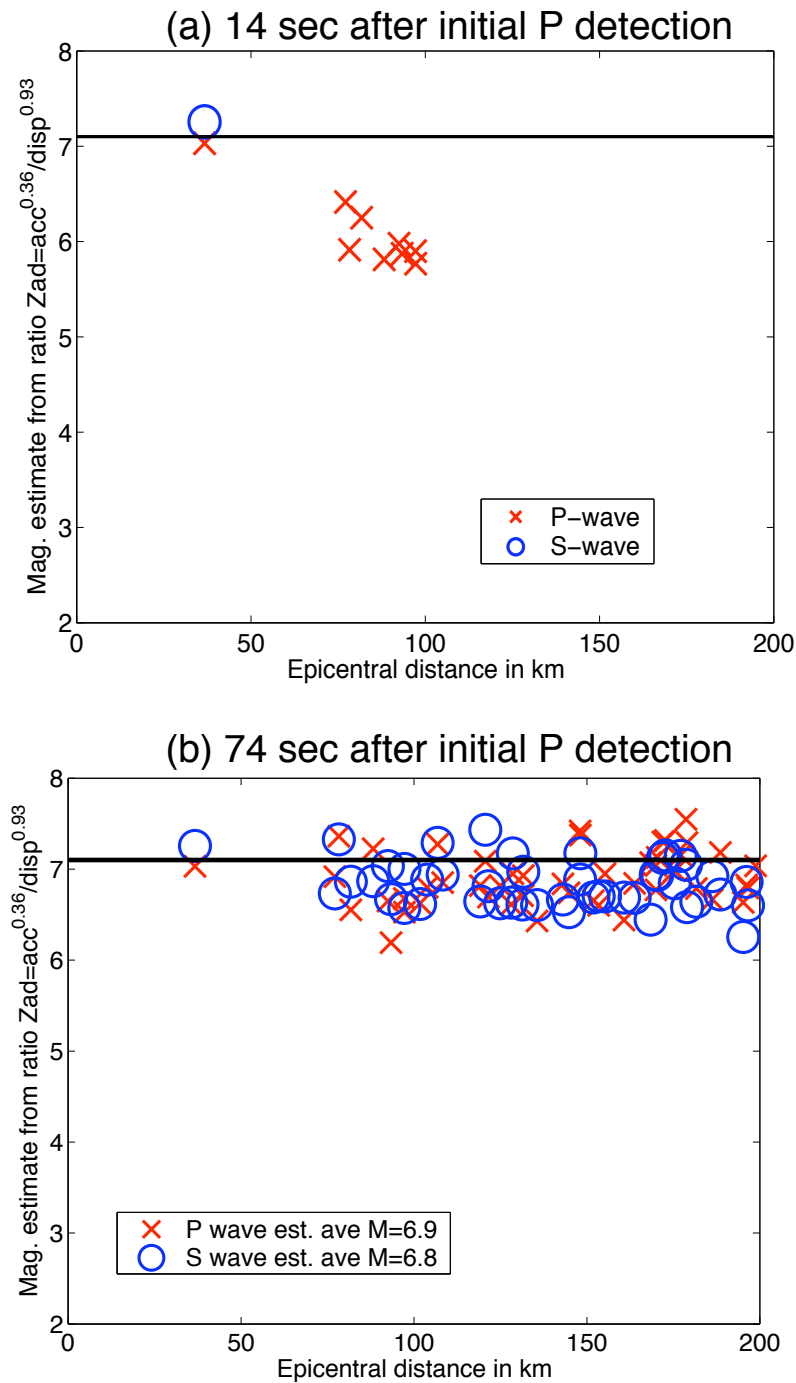 (a) 14 sec after initial P detection
8
7
6
5
4
3
2
Mag. estimate from ratio Zad=acc^0.36/disp^0.93
P−wave
S−wave
0 50 100 150 200
Epicentral distance in km
(b) 74 sec after initial P detection
8
7
6
5
4
3
2
Mag. estimate from ratio Zad=acc^0.36/disp^0.93
P wave est. ave M=6.9
S wave est. ave M=6.8
0 50 100 150 200
Epicentral distance in km